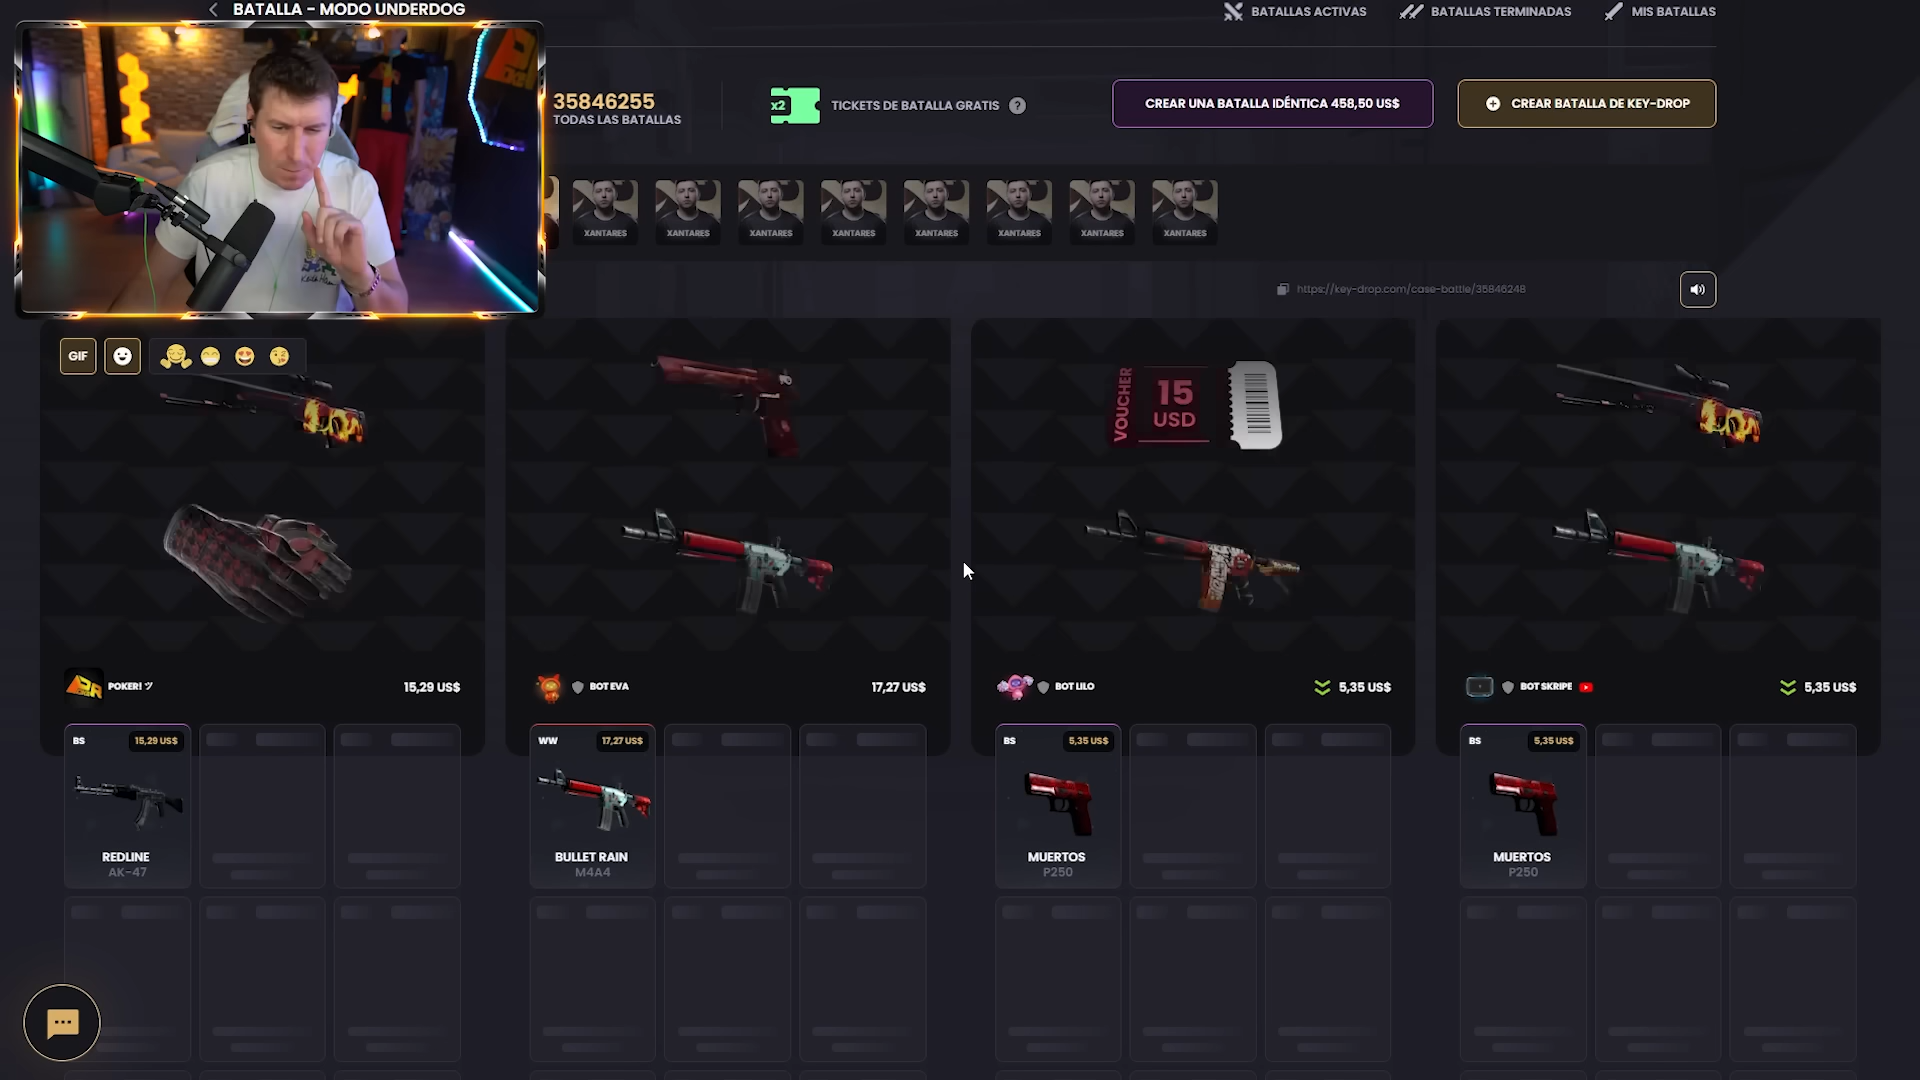 BATALLA - MODO UNDERDOG
BATALLAS ACTIVAS
BATALLAS TERMINADAS
MIS BATALLAS
35846255
TODAS LAS BATALLAS
x2
TICKETS DE BATALLA GRATIS
?
CREAR UNA BATALLA IDÉNTICA 458,50 US$
CREAR BATALLA DE KEY-DROP
XANTARES
XANTARES
XANTARES
XANTARES
XANTARES
XANTARES
XANTARES
XANTARES
https://key-drop.com/case-battle/35846248
GIF
VOUCHER
15
USD
POKER! ツ
15,29 US$
BOT EVA
17,27 US$
BOT LILO
5,35 US$
BOT SKRIPE
5,35 US$
BS
15,29 US$
REDLINE
AK-47
WW
17,27 US$
BULLET RAIN
M4A4
BS
5,35 US$
MUERTOS
P250
BS
5,35 US$
MUERTOS
P250